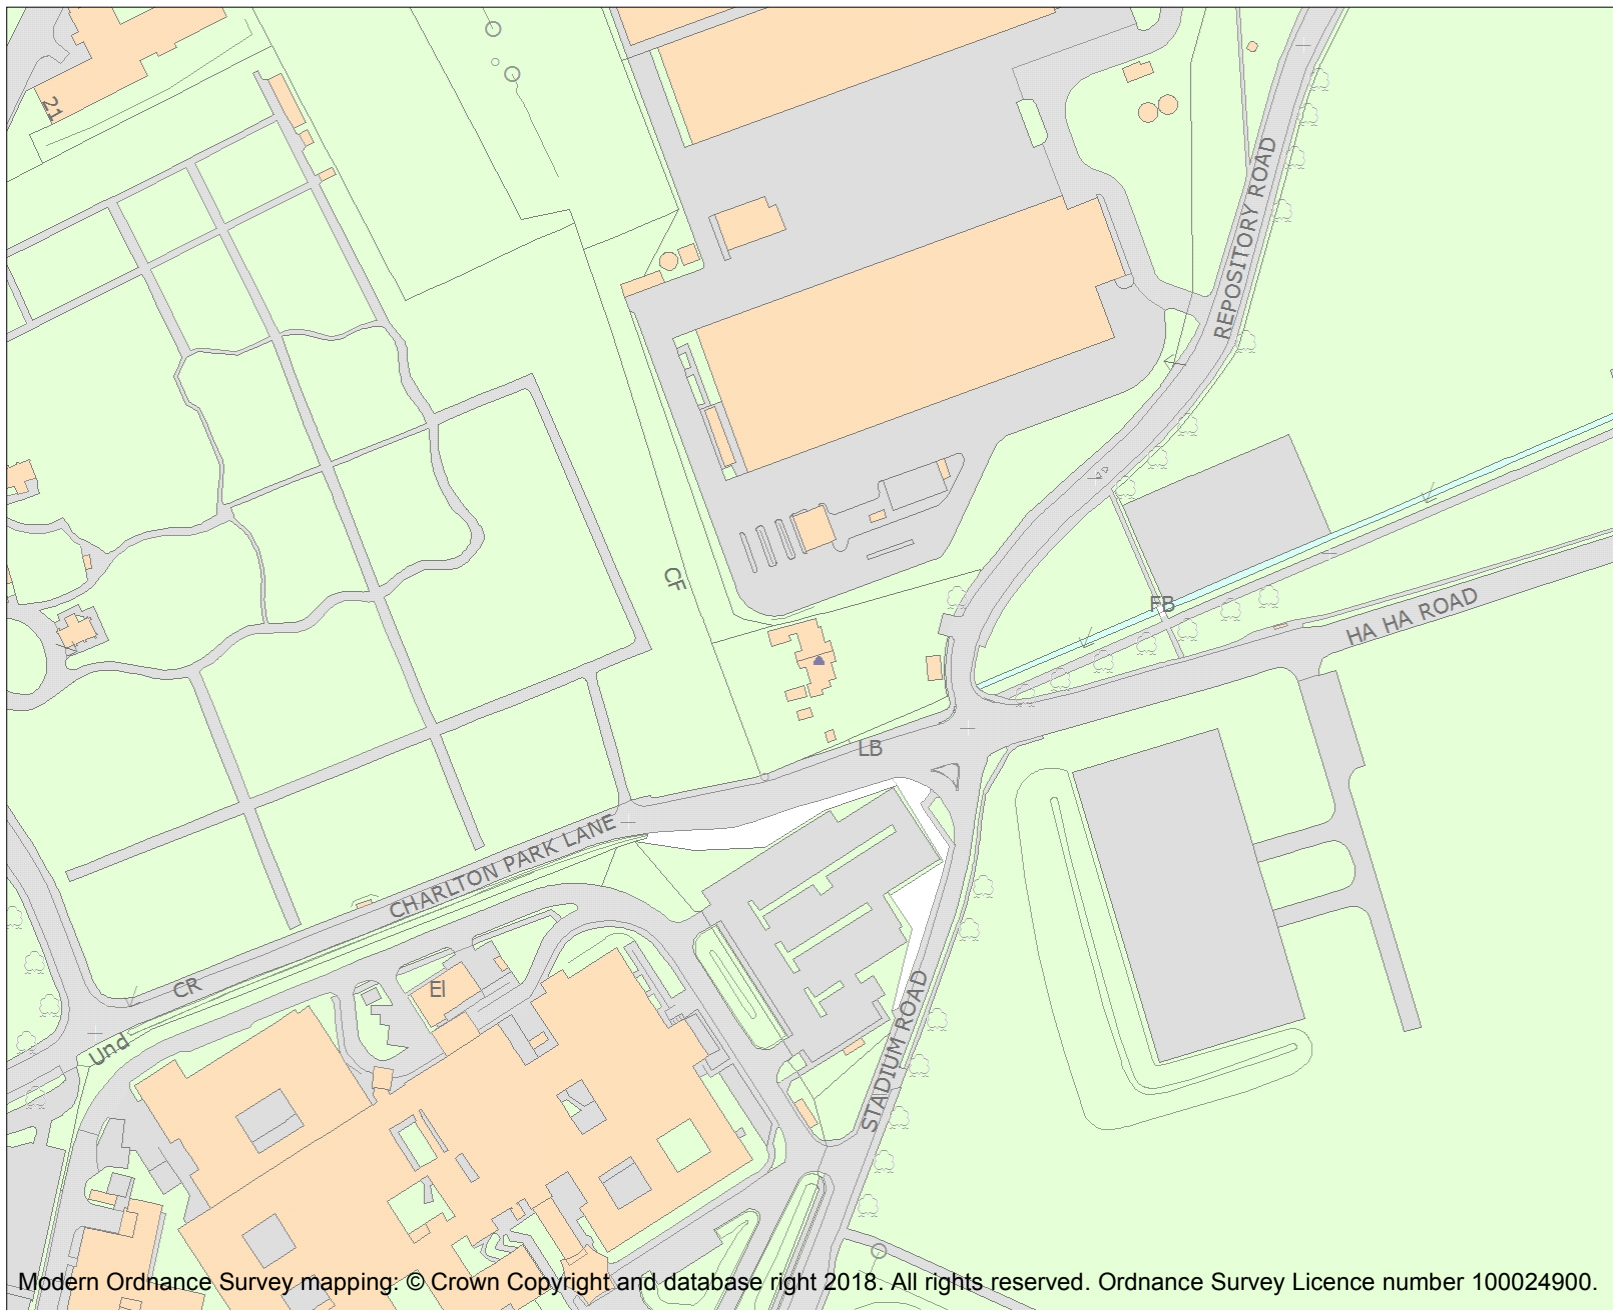 21
REPOSITORY ROAD
CF
FB
HA HA ROAD
LB
CHARLTON PARK LANE
CR
El
Und
STADIUM ROAD
Modern Ordnance Survey mapping: © Crown Copyright and database right 2018. All rights reserved. Ordnance Survey Licence number 100024900.